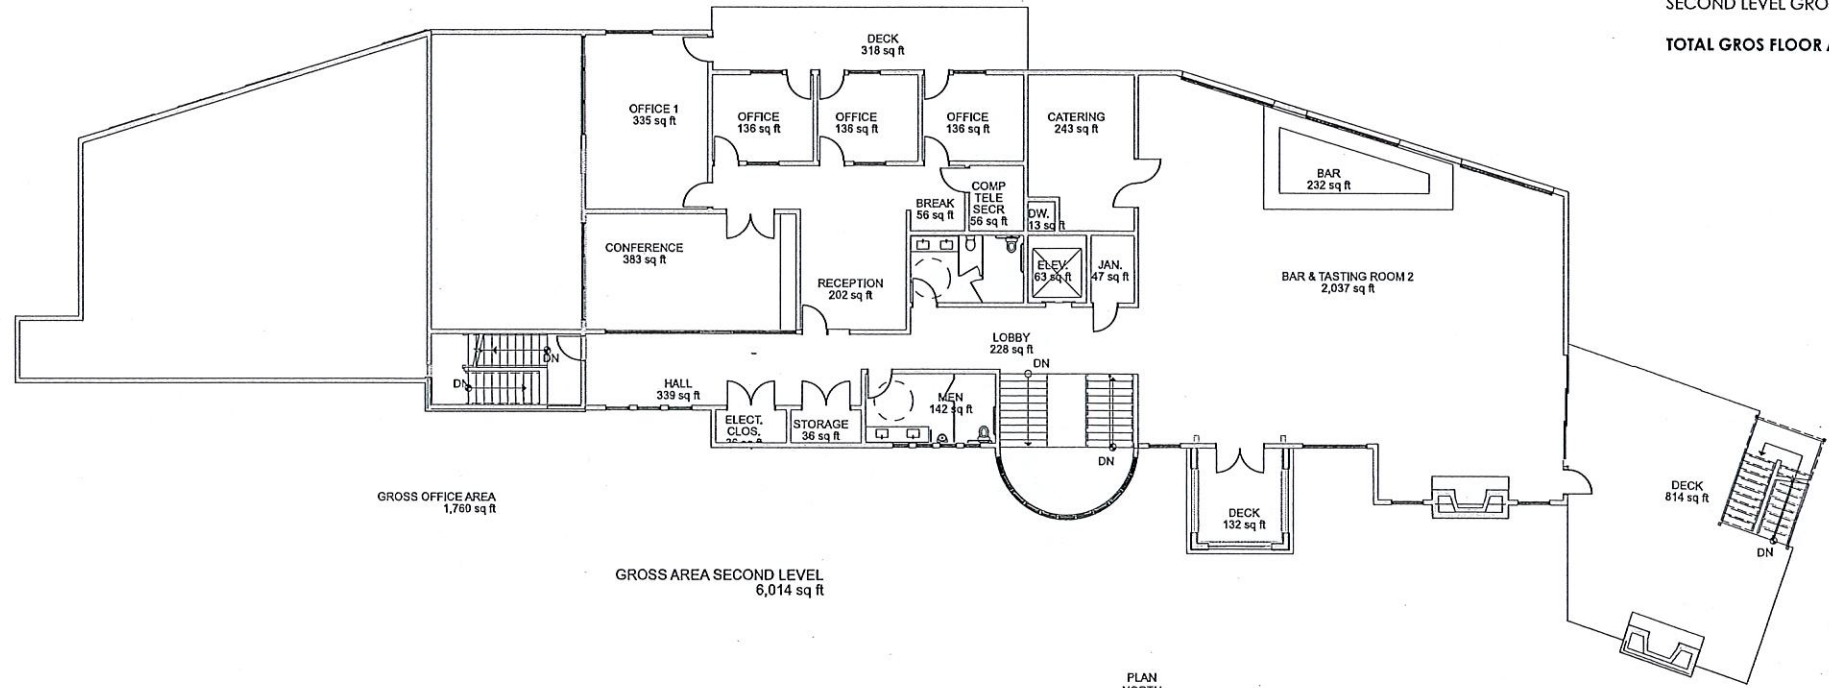 SECOND LEVEL GRO
TOTAL GROS FLOOR
DECK
318 sq ft
OFFICE 1
335 sq ft
OFFICE
136 sq ft
OFFICE
136 sq ft
OFFICE
136 sq ft
CATERING
243 sq ft
BAR
232 sq ft
COMP
TELE
SECR
56 sq ft
BREAK
56 sq ft
DW.
13 sq ft
CONFERENCE
383 sq ft
RECEPTION
202 sq ft
ELEV.
63 sq ft
JAN.
47 sq ft
BAR & TASTING ROOM 2
2,037 sq ft
LOBBY
228 sq ft
DN
DN
DN
HALL
339 sq ft
MEN
142 sq ft
ELECT.
CLOS.
STORAGE
36 sq ft
DN
DECK
132 sq ft
DECK
814 sq ft
DN
GROSS OFFICE AREA
1,760 sq ft
GROSS AREA SECOND LEVEL
6,014 sq ft
PLAN
NORTH